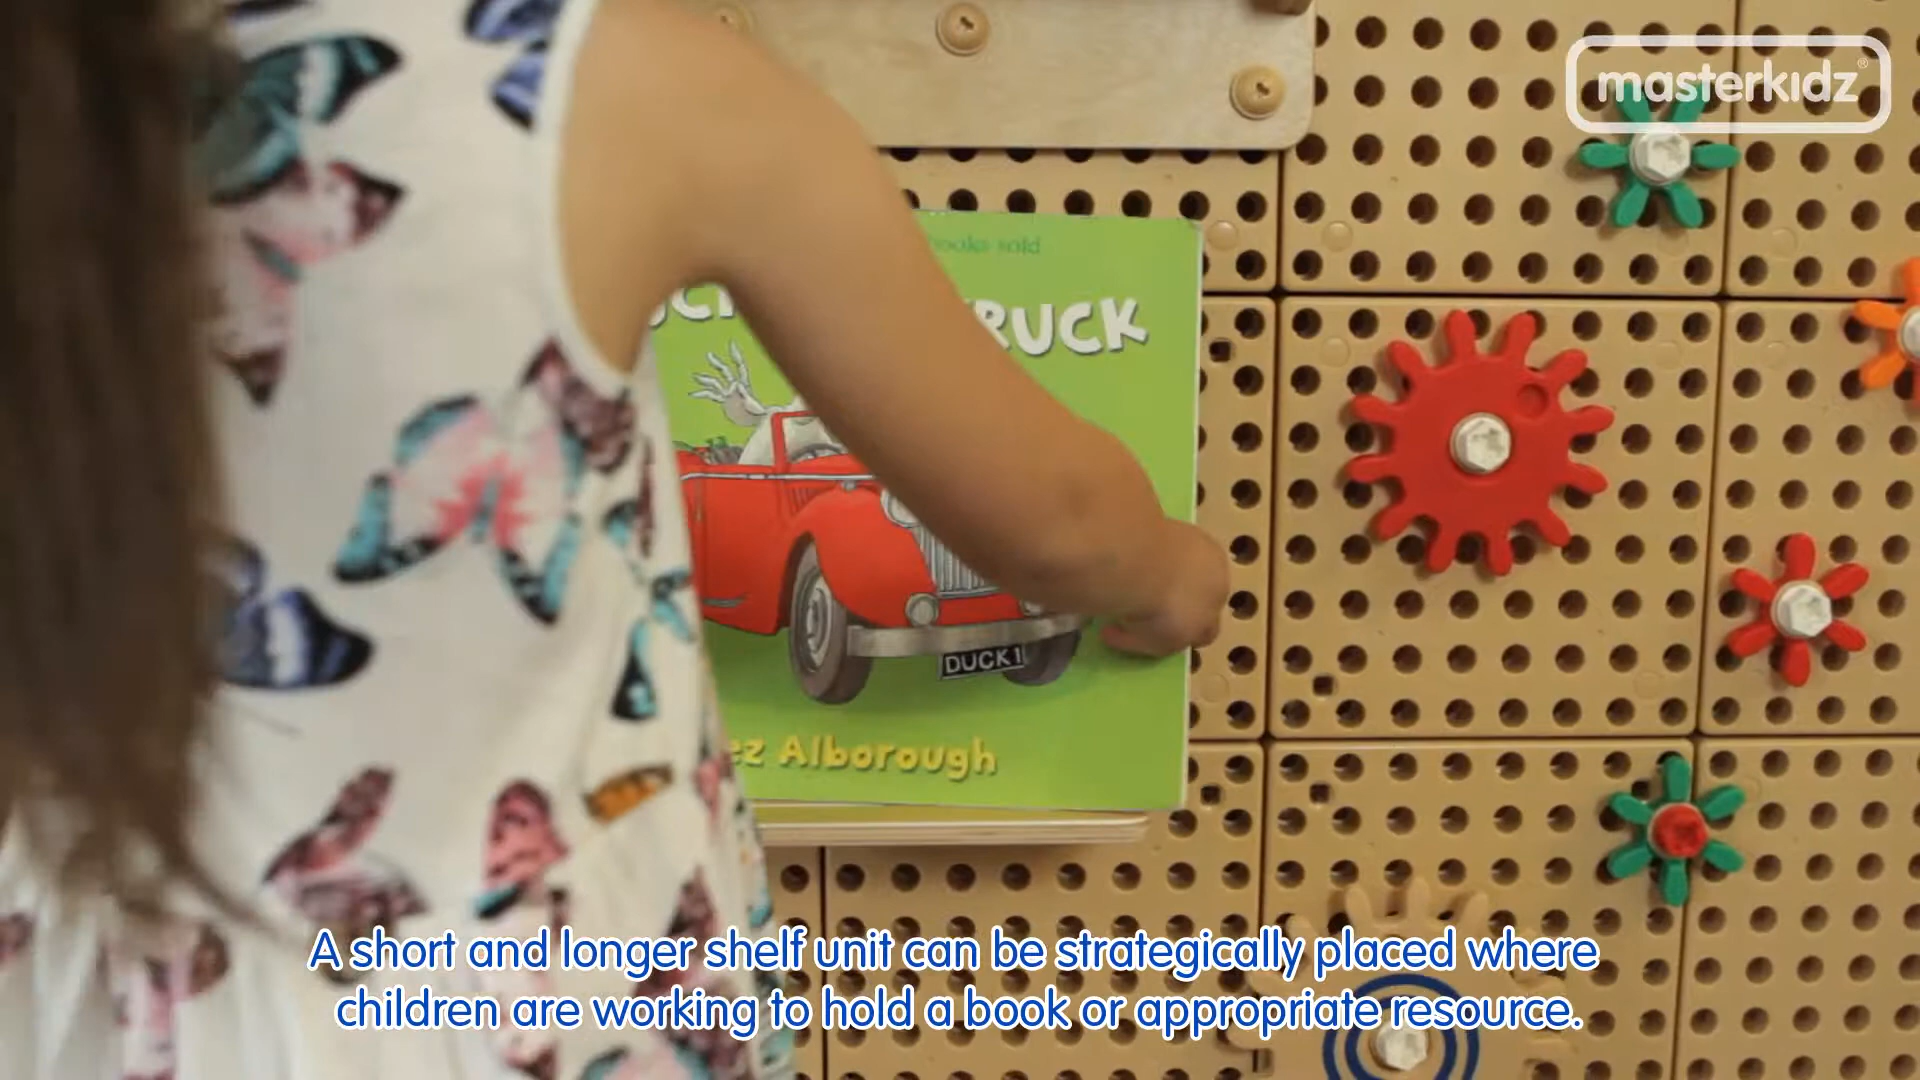 masterkidz®
books sold
RUCK
DUCK1
Alborough
A short and longer shelf unit can be strategically placed where
children are working to hold a book or appropriate resource.